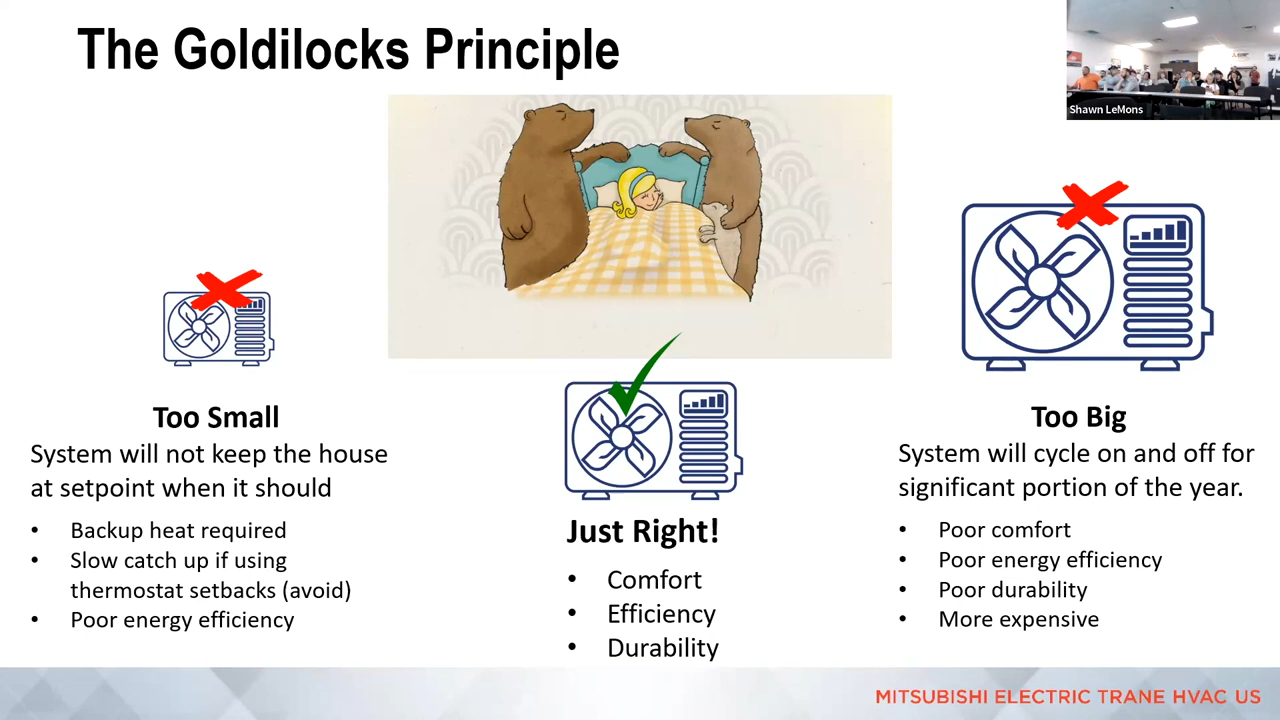 The Goldilocks Principle
Shawn LeMons
Too Small
System will not keep the house
at setpoint when it should
• Backup heat required
• Slow catch up if using
thermostat setbacks (avoid)
• Poor energy efficiency
Just Right!
• Comfort
• Efficiency
• Durability
Too Big
System will cycle on and off for
significant portion of the year.
• Poor comfort
• Poor energy efficiency
• Poor durability
• More expensive
MITSUBISHI ELECTRIC TRANE HVAC US